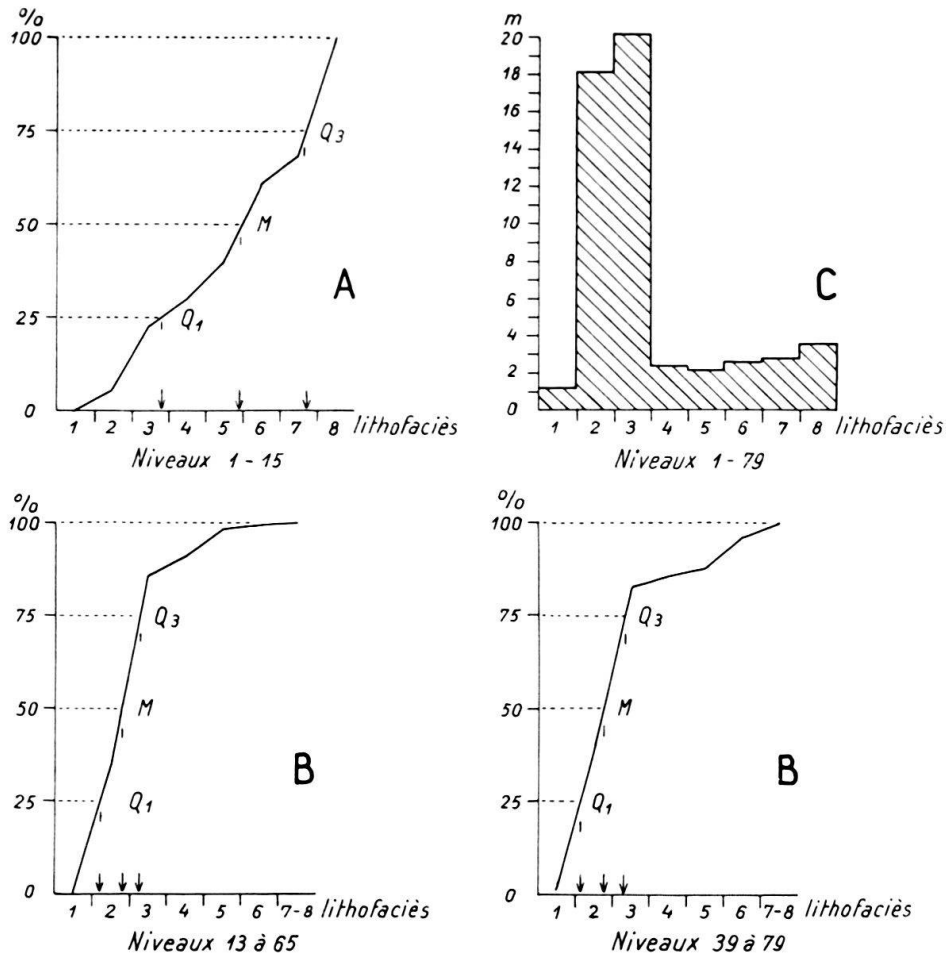 %
100
75
50
25
0
Q3
M
Q1
A
1 2 3 4 5 6 7 8 lithofaciès
Niveaux 1 - 15
m
20
18
16
14
12
10
8
6
4
2
0
C
1 2 3 4 5 6 7 8 lithofaciès
Niveaux 1 - 79
%
100
75
50
25
0
Q3
M
Q1
B
1 2 3 4 5 6 7-8 lithofaciès
Niveaux 13 à 65
%
100
75
50
25
0
Q3
M
Q1
B
1 2 3 4 5 6 7-8 lithofaciès
Niveaux 39 à 79